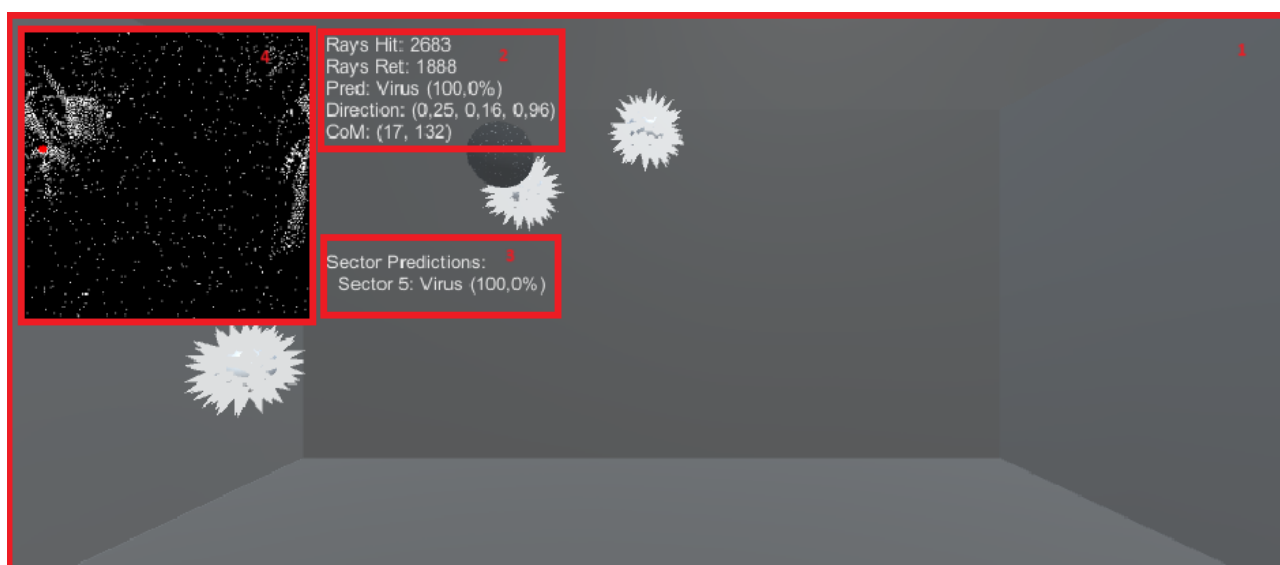 4
Rays Hit: 2683
2
1
Rays Ret: 1888
Pred: Virus (100,0%)
Direction: (0,25, 0,16, 0,96)
CoM: (17, 132)
Sector Predictions:
3
Sector 5: Virus (100,0%)